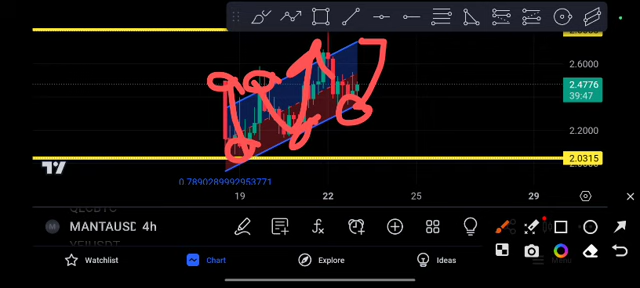 2.6000
2.4776
39:47
2.2000
2.0315
0.7890289992953771
19
22
25
29
MANTAUSD 4h
Watchlist
Chart
Explore
Ideas